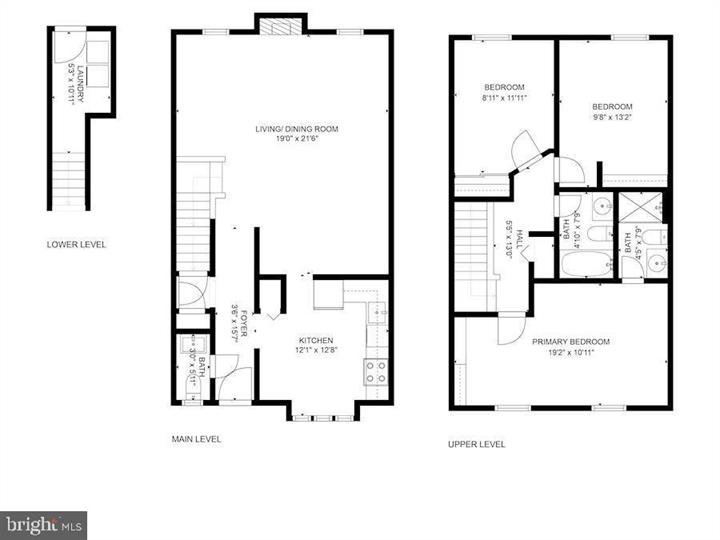 LAUNDRY
5'3" x 10'11"
LOWER LEVEL
LIVING/ DINING ROOM
19'0" x 21'6"
FOYER
3'6" x 15'7"
KITCHEN
12'1" x 12'8"
BATH
3'0" x 5'11"
MAIN LEVEL
BEDROOM
8'11" x 11'11"
BEDROOM
9'8" x 13'2"
HALL
5'5" x 13'0"
BATH
4'10" x 7'9"
BATH
4'5" x 7'9"
PRIMARY BEDROOM
19'2" x 10'11"
UPPER LEVEL
bright MLS